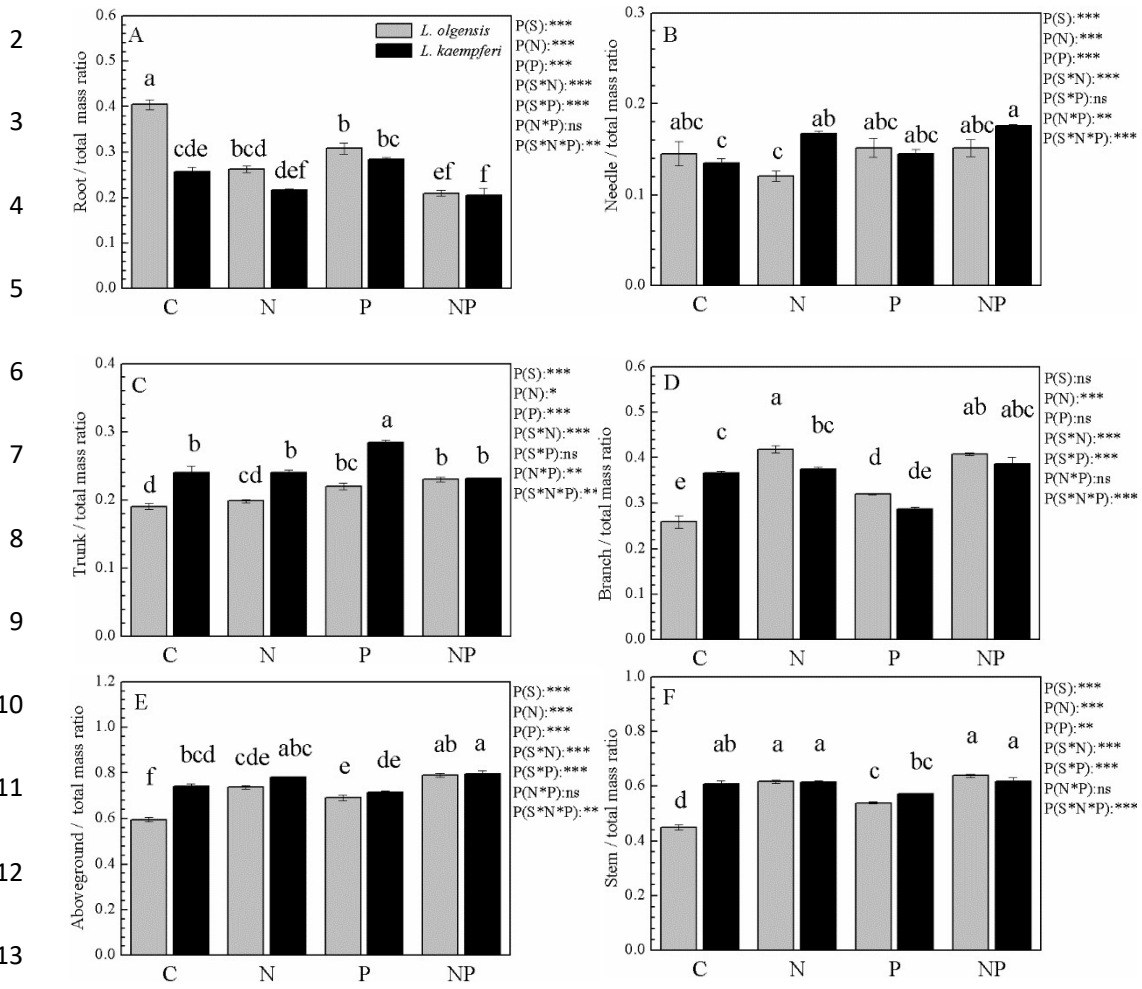 2
3
4
5
6
7
8
9
10
11
12
13
A
L. olgensis
L. kaempferi
Root / total mass ratio
0.6
0.5
0.4
0.3
0.2
0.1
0.0
a
cde
bcd
def
b
bc
ef
f
C N P NP
P(S):***
P(N):***
P(P):***
P(S*N):***
P(S*P):***
P(N*P):ns
P(S*N*P):**
B
Needle / total mass ratio
0.3
0.2
0.1
0.0
abc
c
c
ab
abc
abc
abc
a
C N P NP
P(S):***
P(N):***
P(P):***
P(S*N):***
P(S*P):ns
P(N*P):**
P(S*N*P):***
C
Trunk / total mass ratio
0.4
0.3
0.2
0.1
0.0
d
b
cd
b
bc
a
b
b
C N P NP
P(S):***
P(N):*
P(P):***
P(S*N):***
P(S*P):ns
P(N*P):**
P(S*N*P):**
D
Branch / total mass ratio
0.6
0.5
0.4
0.3
0.2
0.1
0.0
e
c
a
bc
d
de
ab
abc
C N P NP
P(S):ns
P(N):***
P(P):ns
P(S*N):***
P(S*P):***
P(N*P):ns
P(S*N*P):***
E
Aboveground / total mass ratio
1.2
1.0
0.8
0.6
0.4
0.2
0.0
f
bcd
cde
abc
e
de
ab
a
C N P NP
P(S):***
P(N):***
P(P):***
P(S*N):***
P(S*P):***
P(N*P):ns
P(S*N*P):**
F
Stem / total mass ratio
1.0
0.8
0.6
0.4
0.2
0.0
d
ab
a
a
c
bc
a
a
C N P NP
P(S):***
P(N):***
P(P):**
P(S*N):***
P(S*P):***
P(N*P):ns
P(S*N*P):***